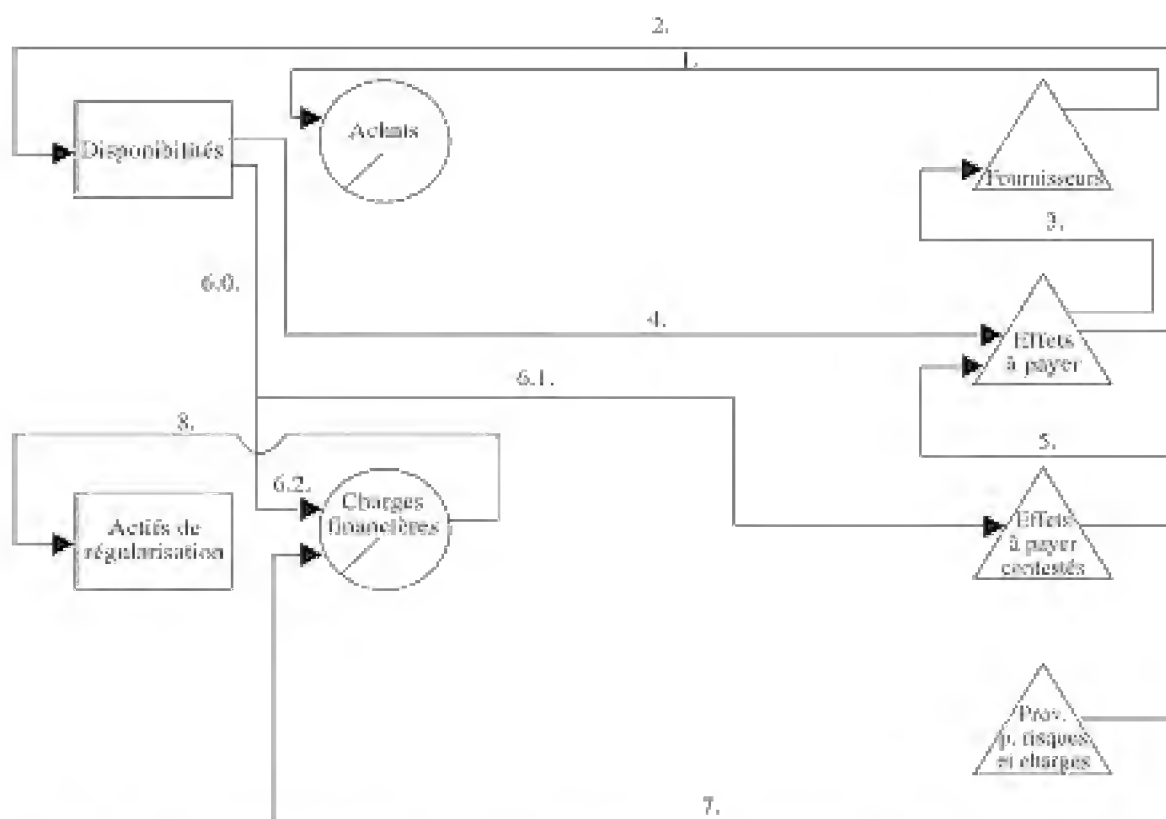 2.
1.
Disponibilités
Achats
Fournisseurs
3.
6.0.
4.
Effets
à payer
6.1.
8.
5.
6.2.
Charges
financières
Actifs de
régularisation
Effets
à payer
contestés
Prov.
p. risques
et charges
7.